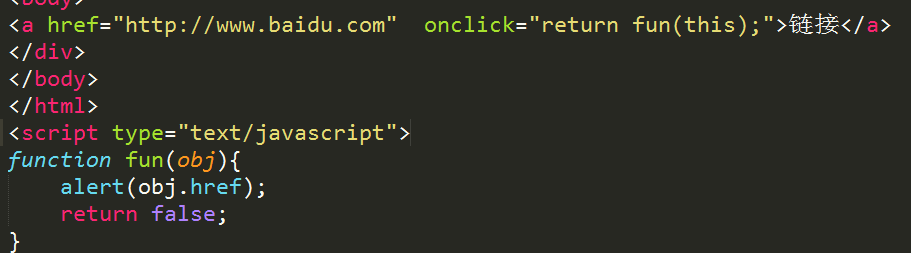 <body>
<a href="http://www.baidu.com"  onclick="return fun(this);">链接</a>
</div>
</body>
</html>
<script type="text/javascript">
function fun(obj){
    alert(obj.href);
    return false;
}